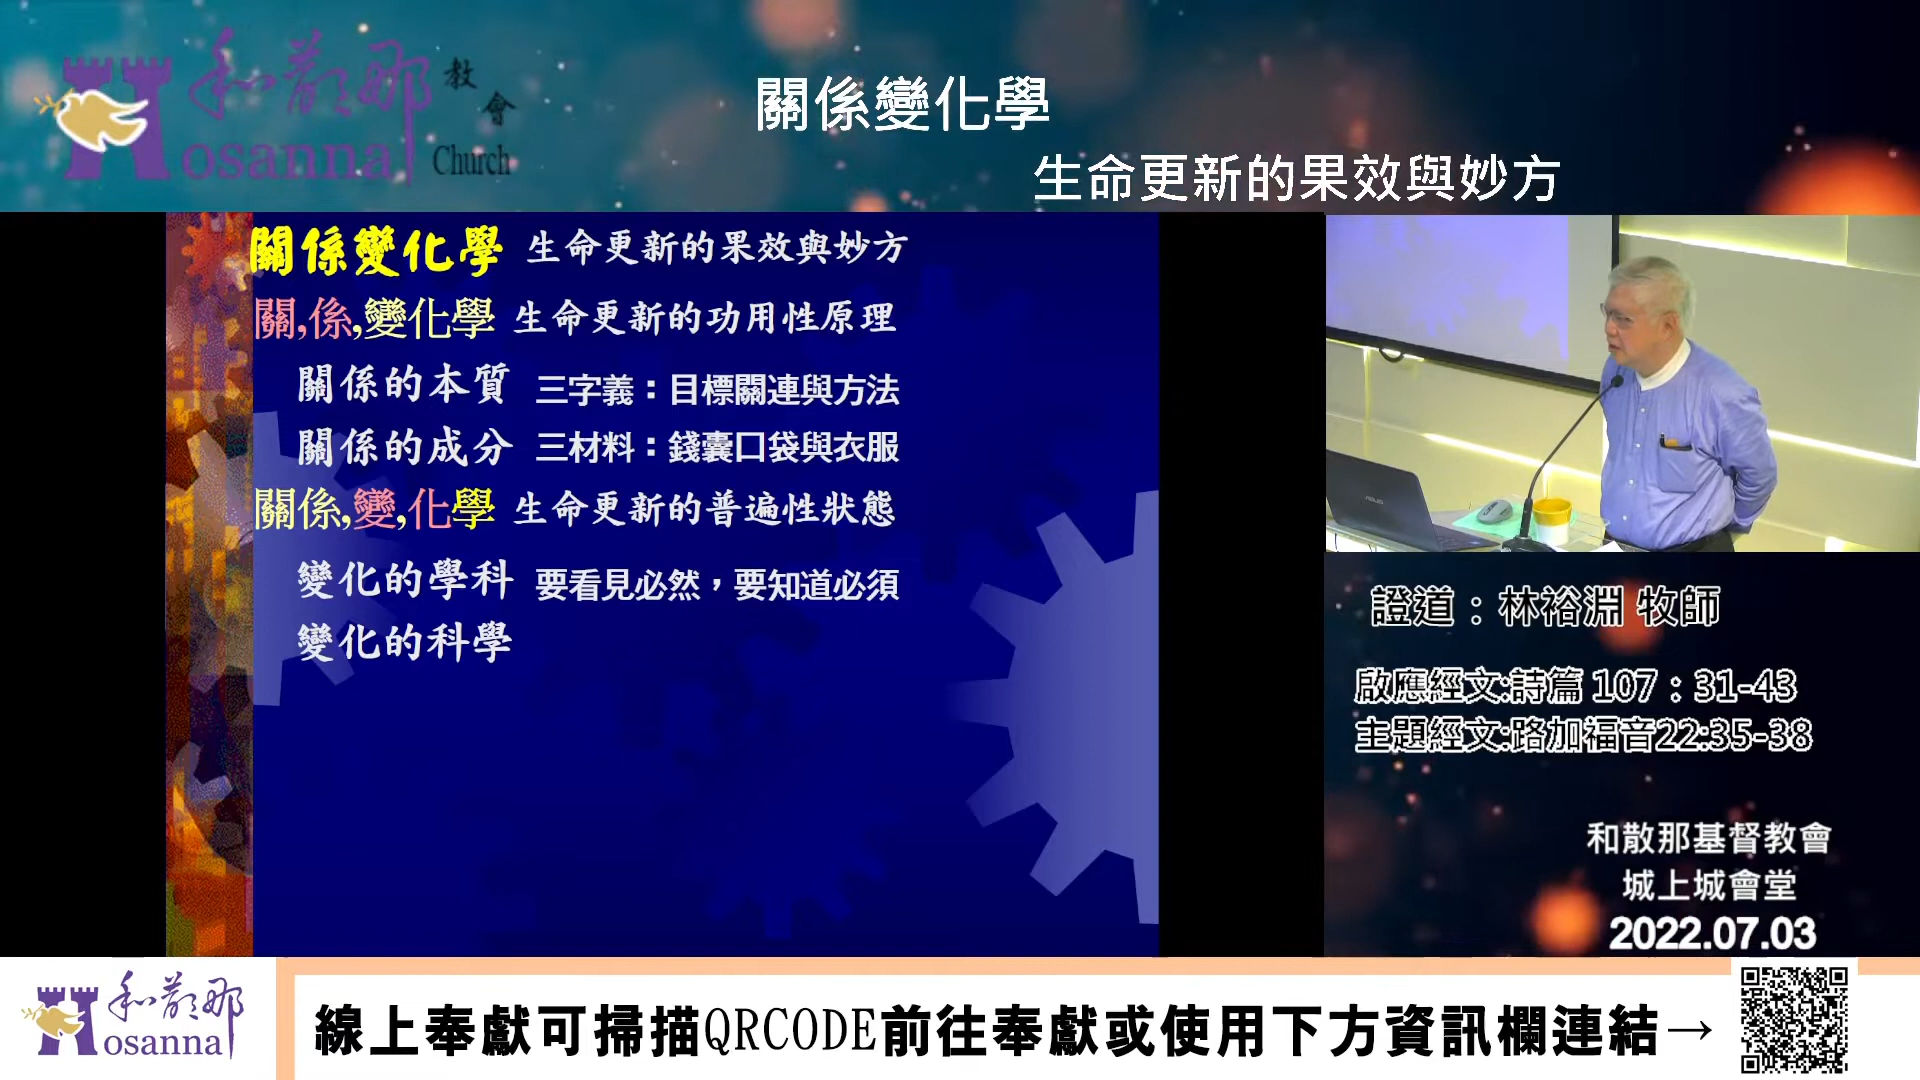 和散那教會
Hosanna Church
關係變化學
生命更新的果效與妙方
關係變化學 生命更新的果效與妙方
關,係,變化學 生命更新的功用性原理
關係的本質 三字義：目標關連與方法
關係的成分 三材料：錢囊口袋與衣服
關係,變,化學 生命更新的普遍性狀態
變化的學科 要看見必然，要知道必須
變化的科學
ASUS
證道：林裕淵 牧師
啟應經文:詩篇 107：31-43
主題經文:路加福音22:35-38
和散那基督教會
城上城會堂
2022.07.03
和散那
Hosanna
線上奉獻可掃描QRCODE前往奉獻或使用下方資訊欄連結→